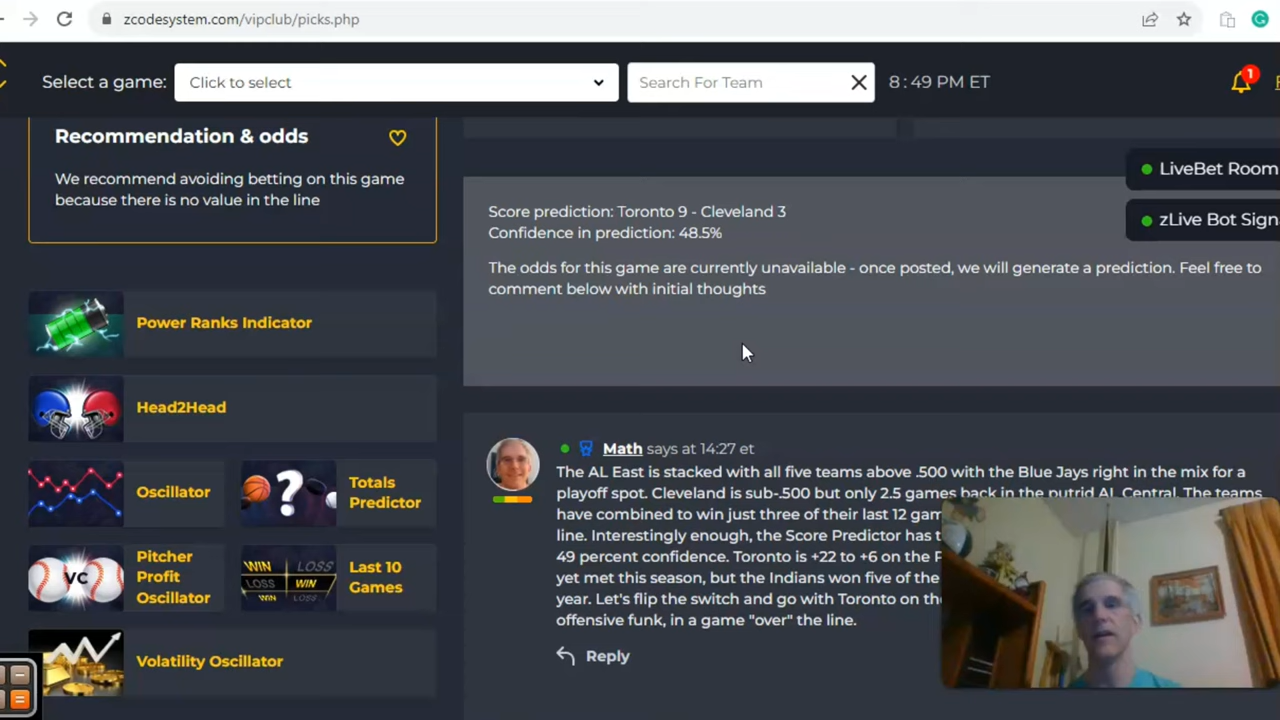 zcodesystem.com/vipclub/picks.php
Select a game:
Click to select
Search For Team
8:49 PM ET
1
Recommendation & odds
We recommend avoiding betting on this game
because there is no value in the line
LiveBet Room
zLive Bot Sign
Score prediction: Toronto 9 - Cleveland 3
Confidence in prediction: 48.5%
The odds for this game are currently unavailable - once posted, we will generate a prediction. Feel free to
comment below with initial thoughts
Power Ranks Indicator
Head2Head
Oscillator
Totals
Predictor
Pitcher
Profit
Oscillator
VC
WIN LOSS
LOSS WIN
WIN LOSS
Last 10
Games
Volatility Oscillator
Math says at 14:27 et
The AL East is stacked with all five teams above .500 with the Blue Jays right in the mix for a
playoff spot. Cleveland is sub-.500 but only 2.5 games back in the putrid AL Central. The teams
have combined to win just three of their last 12 gam
line. Interestingly enough, the Score Predictor has t
49 percent confidence. Toronto is +22 to +6 on the P
yet met this season, but the Indians won five of the
year. Let's flip the switch and go with Toronto on the
offensive funk, in a game "over" the line.
Reply